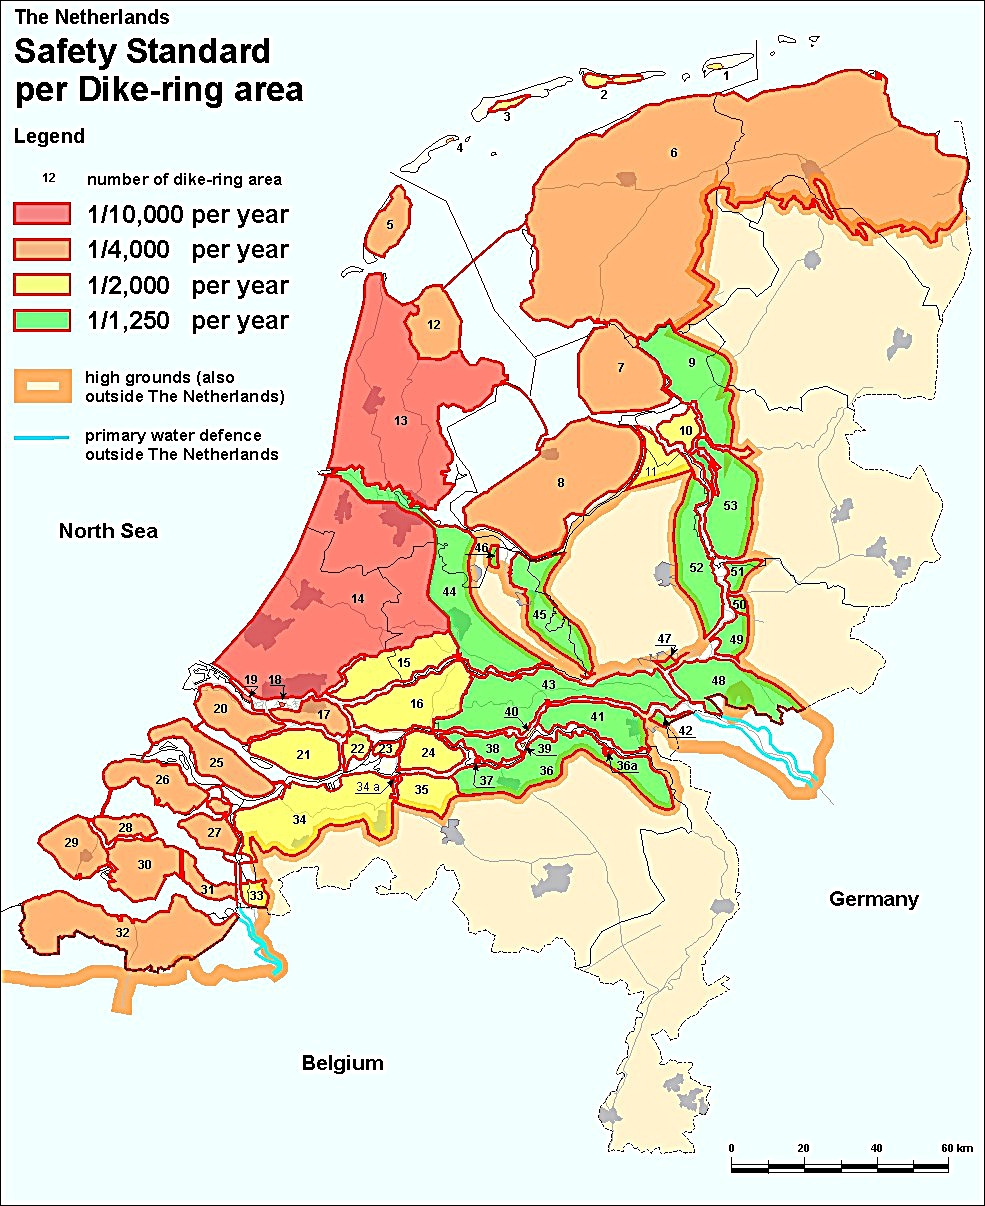 The Netherlands
Safety Standard
per Dike-ring area
Legend
12 number of dike-ring area
1/10,000 per year
1/4,000 per year
1/2,000 per year
1/1,250 per year
high grounds (also
outside The Netherlands)
primary water defence
outside The Netherlands
North Sea
Germany
Belgium
1
2
3
4
5
6
7
8
9
10
11
12
13
14
15
16
17
18
19
20
21
22
23
24
25
26
27
28
29
30
31
32
33
34
34 a
35
36
36a
37
38
39
40
41
42
43
44
45
46
47
48
49
50
51
52
53
0 20 40 60 km